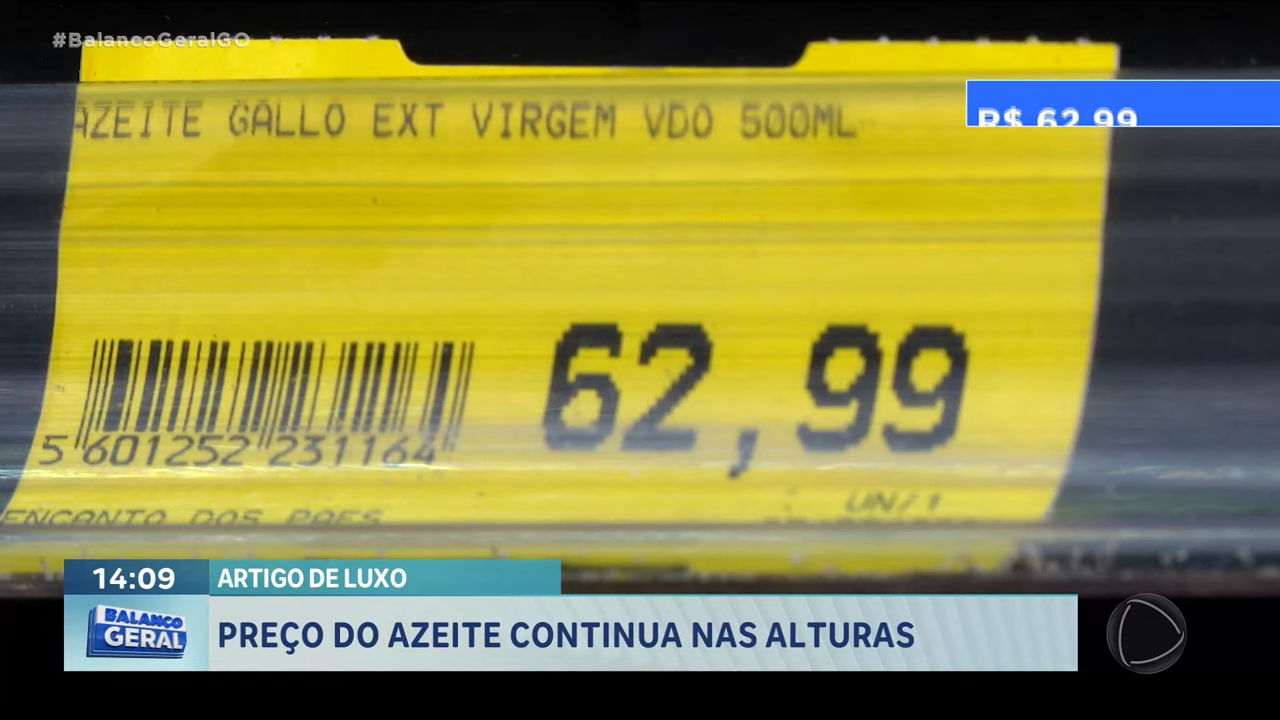 #BalancoGeralGO
AZEITE GALLO EXT VIRGEM VDO 500ML
R$ 62,99
62,99
5 601252 231164
UN/1
ENCANTO DOS PAES
14:09
ARTIGO DE LUXO
BALANÇO GERAL
PREÇO DO AZEITE CONTINUA NAS ALTURAS